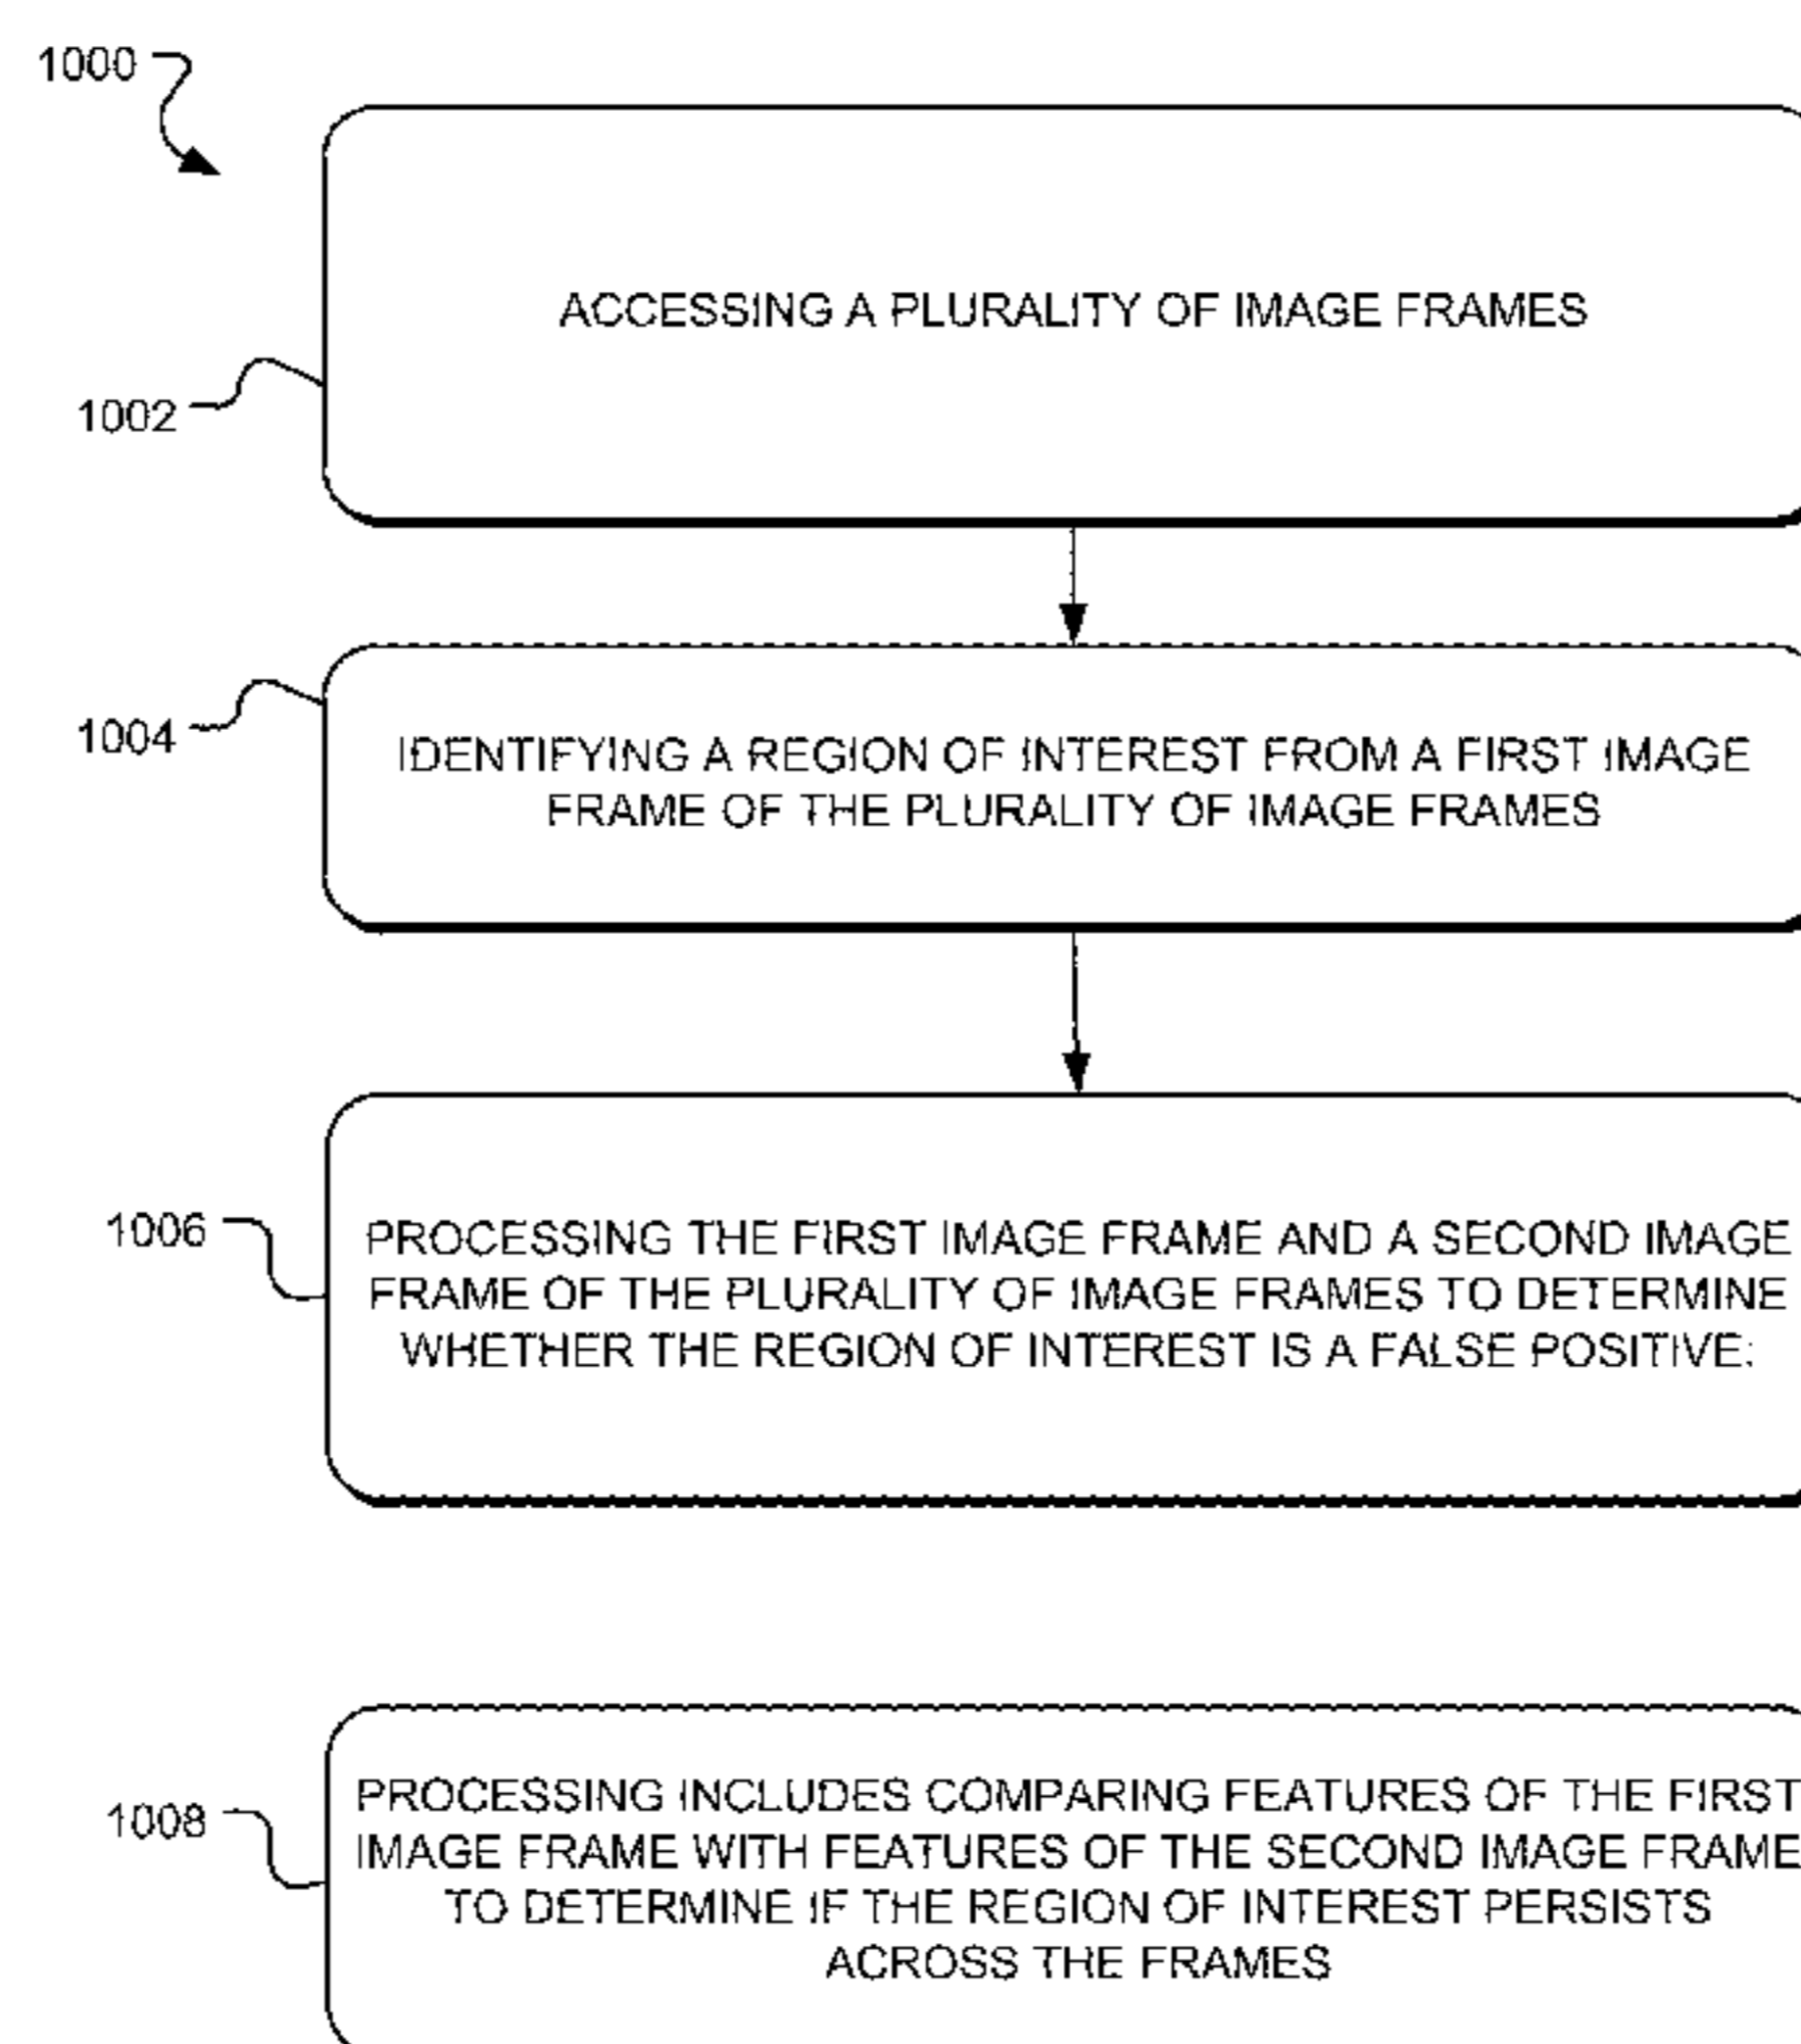 1000
ACCESSING A PLURALITY OF IMAGE FRAMES
1002
1004
IDENTIFYING A REGION OF INTEREST FROM A FIRST IMAGE
FRAME OF THE PLURALITY OF IMAGE FRAMES
1006
PROCESSING THE FIRST IMAGE FRAME AND A SECOND IMAGE
FRAME OF THE PLURALITY OF IMAGE FRAMES TO DETERMINE
WHETHER THE REGION OF INTEREST IS A FALSE POSITIVE;
1008
PROCESSING INCLUDES COMPARING FEATURES OF THE FIRST
IMAGE FRAME WITH FEATURES OF THE SECOND IMAGE FRAME
TO DETERMINE IF THE REGION OF INTEREST PERSISTS
ACROSS THE FRAMES